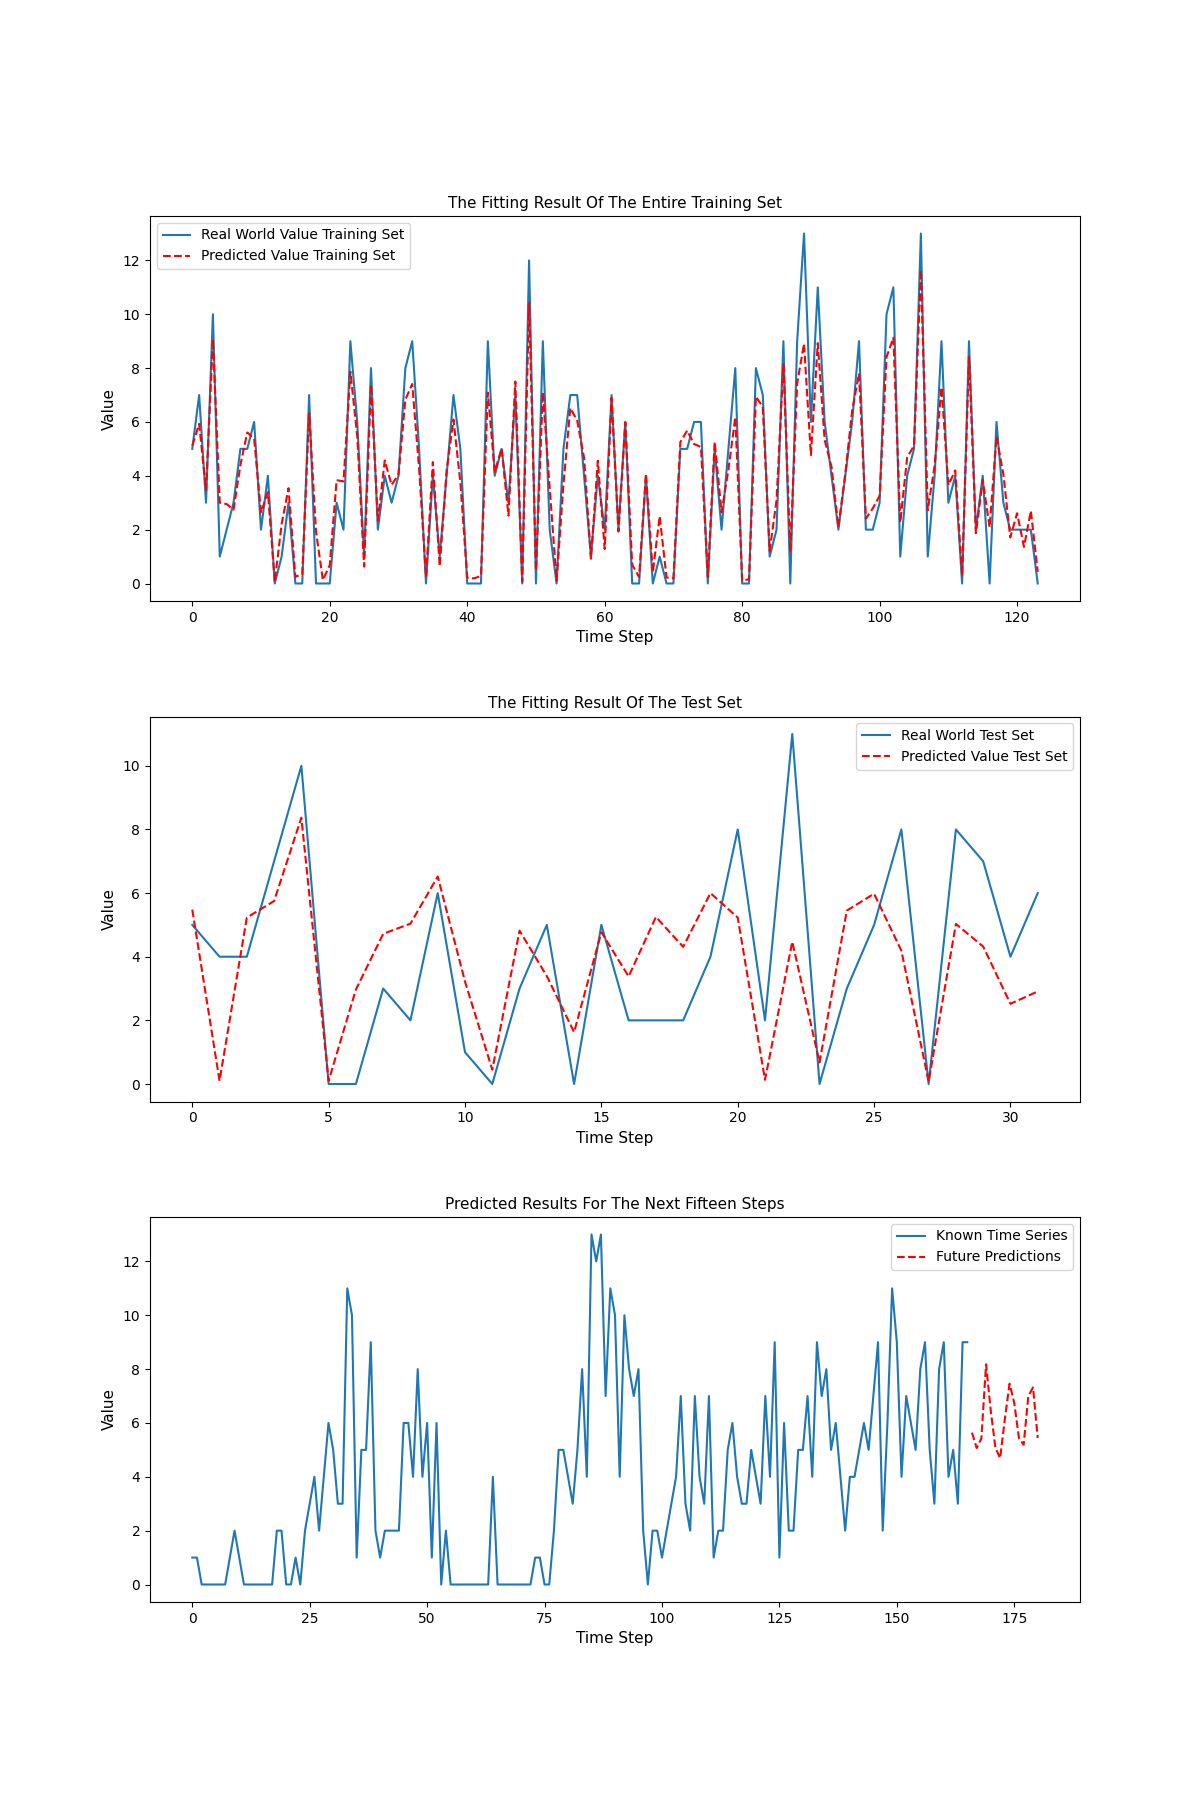 The Fitting Result Of The Entire Training Set
Real World Value Training Set
Predicted Value Training Set
Value
12
10
8
6
4
2
0
0 20 40 60 80 100 120
Time Step
The Fitting Result Of The Test Set
Real World Test Set
Predicted Value Test Set
Value
10
8
6
4
2
0
0 5 10 15 20 25 30
Time Step
Predicted Results For The Next Fifteen Steps
Known Time Series
Future Predictions
Value
12
10
8
6
4
2
0
0 25 50 75 100 125 150 175
Time Step